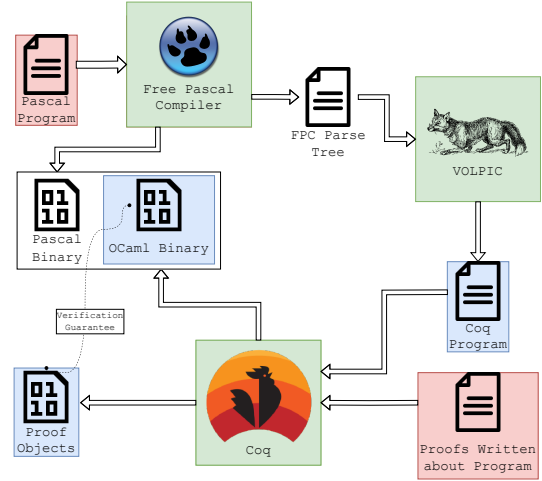 Pascal
Program
Free Pascal
Compiler
FPC Parse
Tree
VOLPIC
01
10
Pascal
Binary
01
10
OCaml Binary
Verification
Guarantee
Coq
Program
01
10
Proof
Objects
Coq
Proofs Written
about Program